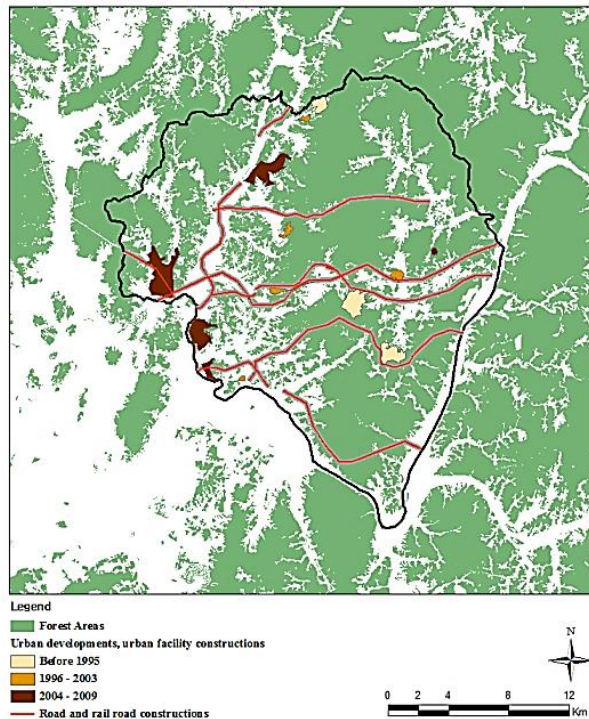 Legend
Forest Areas
Urban developments, urban facility constructions
Before 1995
1996 - 2003
2004 - 2009
Road and rail road constructions
N
0 2 4 8 12
Km